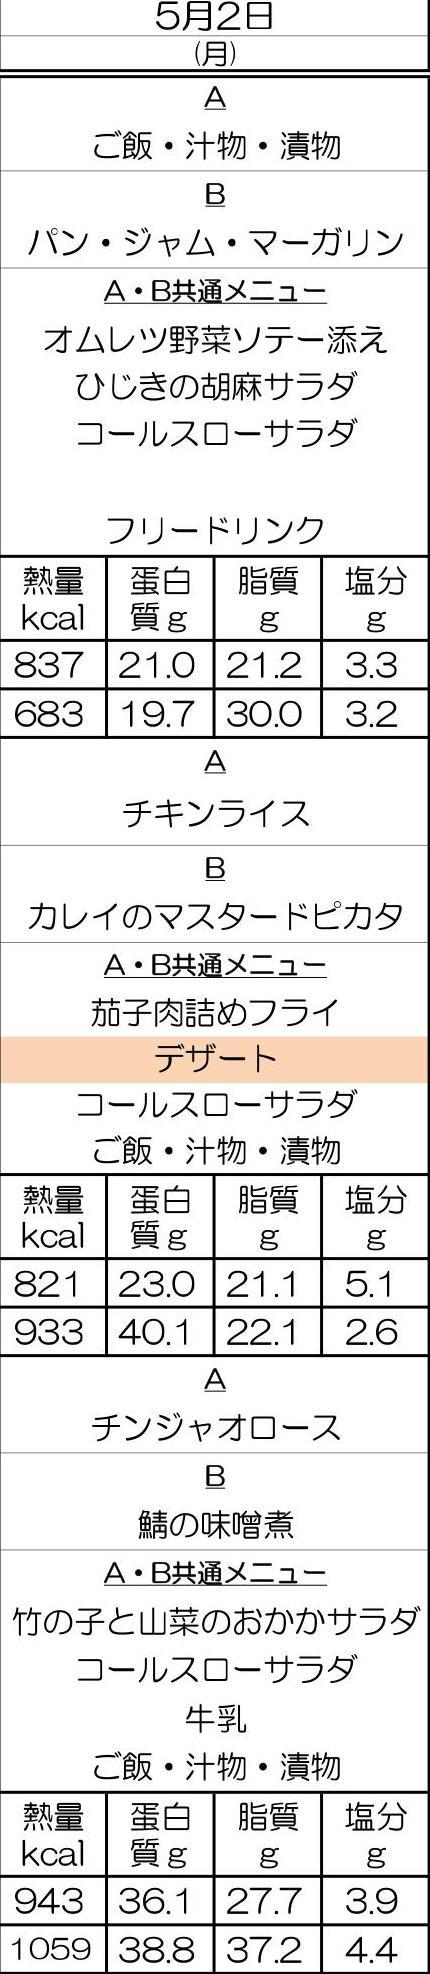 5月2日
(月)
A
ご飯・汁物・漬物
B
パン・ジャム・マーガリン
A・B共通メニュー
オムレツ野菜ソテー添え
ひじきの胡麻サラダ
コールスローサラダ
フリードリンク
熱量 蛋白 脂質 塩分
kcal 質g g g
837 21.0 21.2 3.3
683 19.7 30.0 3.2
A
チキンライス
B
カレイのマスタードピカタ
A・B共通メニュー
茄子肉詰めフライ
デザート
コールスローサラダ
ご飯・汁物・漬物
熱量 蛋白 脂質 塩分
kcal 質g g g
821 23.0 21.1 5.1
933 40.1 22.1 2.6
A
チンジャオロース
B
鯖の味噌煮
A・B共通メニュー
竹の子と山菜のおかかサラダ
コールスローサラダ
牛乳
ご飯・汁物・漬物
熱量 蛋白 脂質 塩分
kcal 質g g g
943 36.1 27.7 3.9
1059 38.8 37.2 4.4